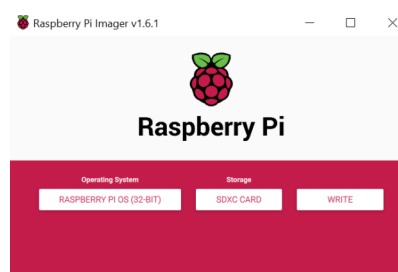 Raspberry Pi Imager v1.6.1
Raspberry Pi
Operating System
Storage
RASPBERRY PI OS (32-BIT)
SDXC CARD
WRITE